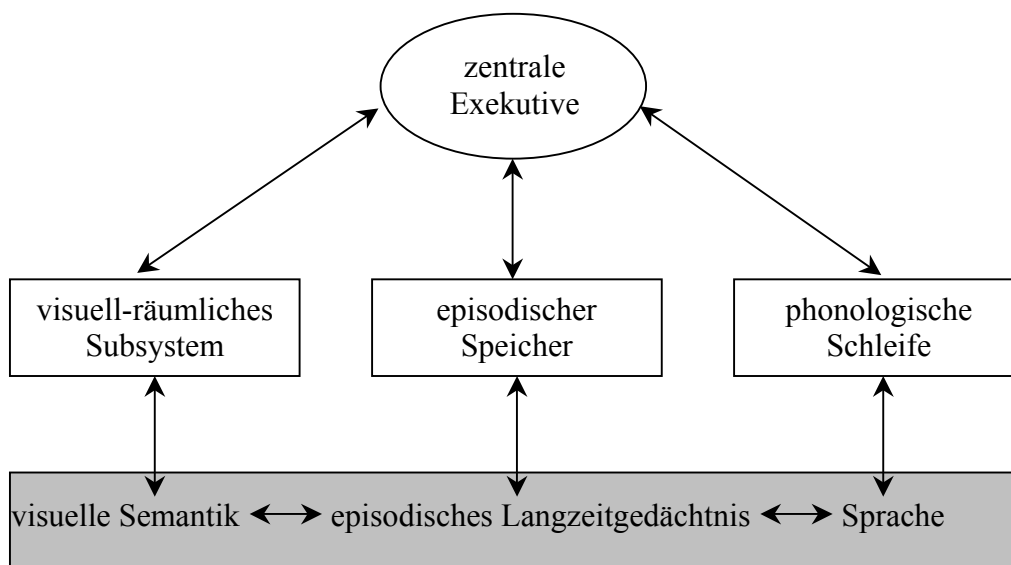 zentrale
Exekutive
visuell-räumliches
Subsystem
episodischer
Speicher
phonologische
Schleife
visuelle Semantik
episodisches Langzeitgedächtnis
Sprache